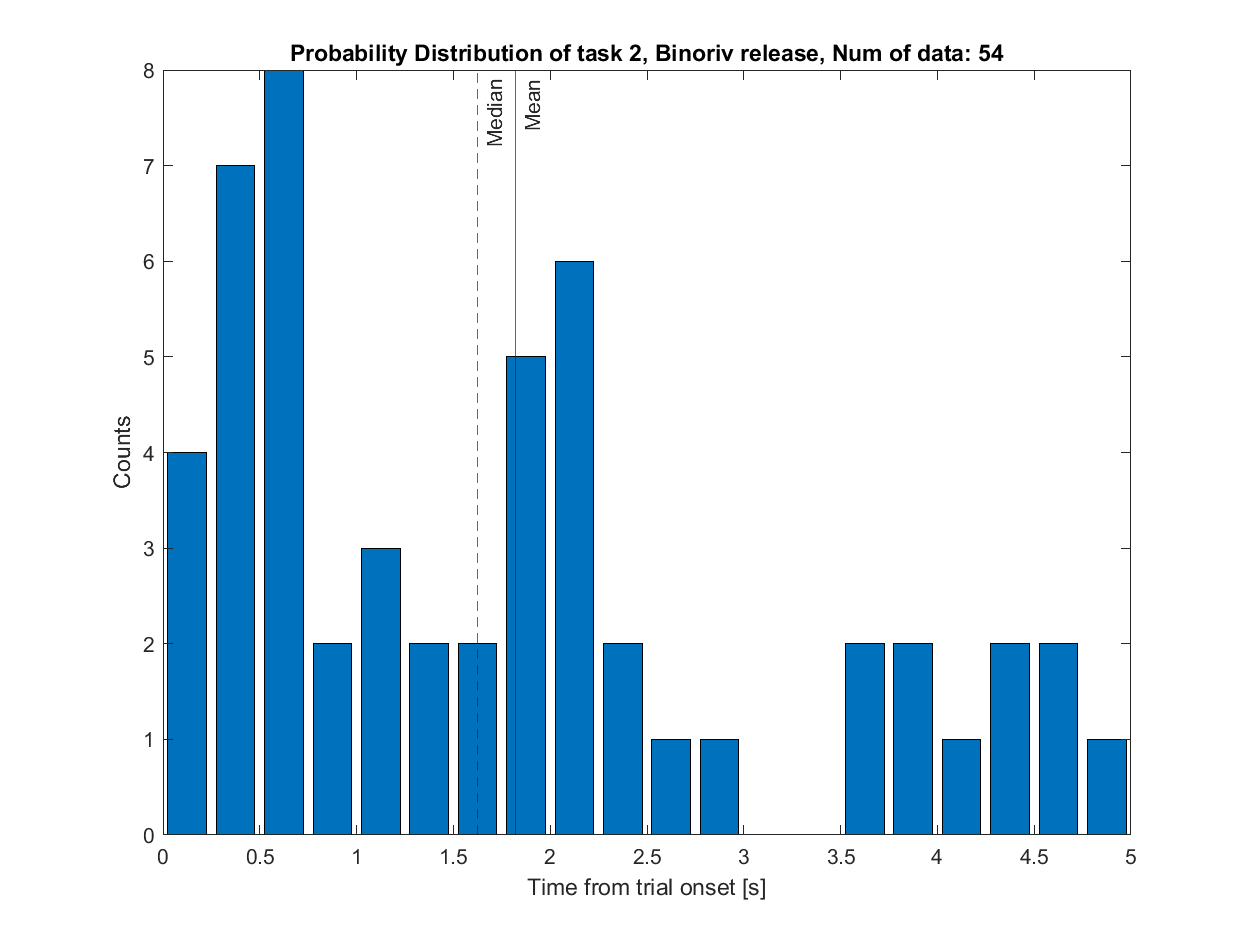 Probability Distribution of task 2, Binoriv release, Num of data: 54
8
7
6
5
4
3
2
1
0
Counts
Median
Mean
0 0.5 1 1.5 2 2.5 3 3.5 4 4.5 5
Time from trial onset [s]